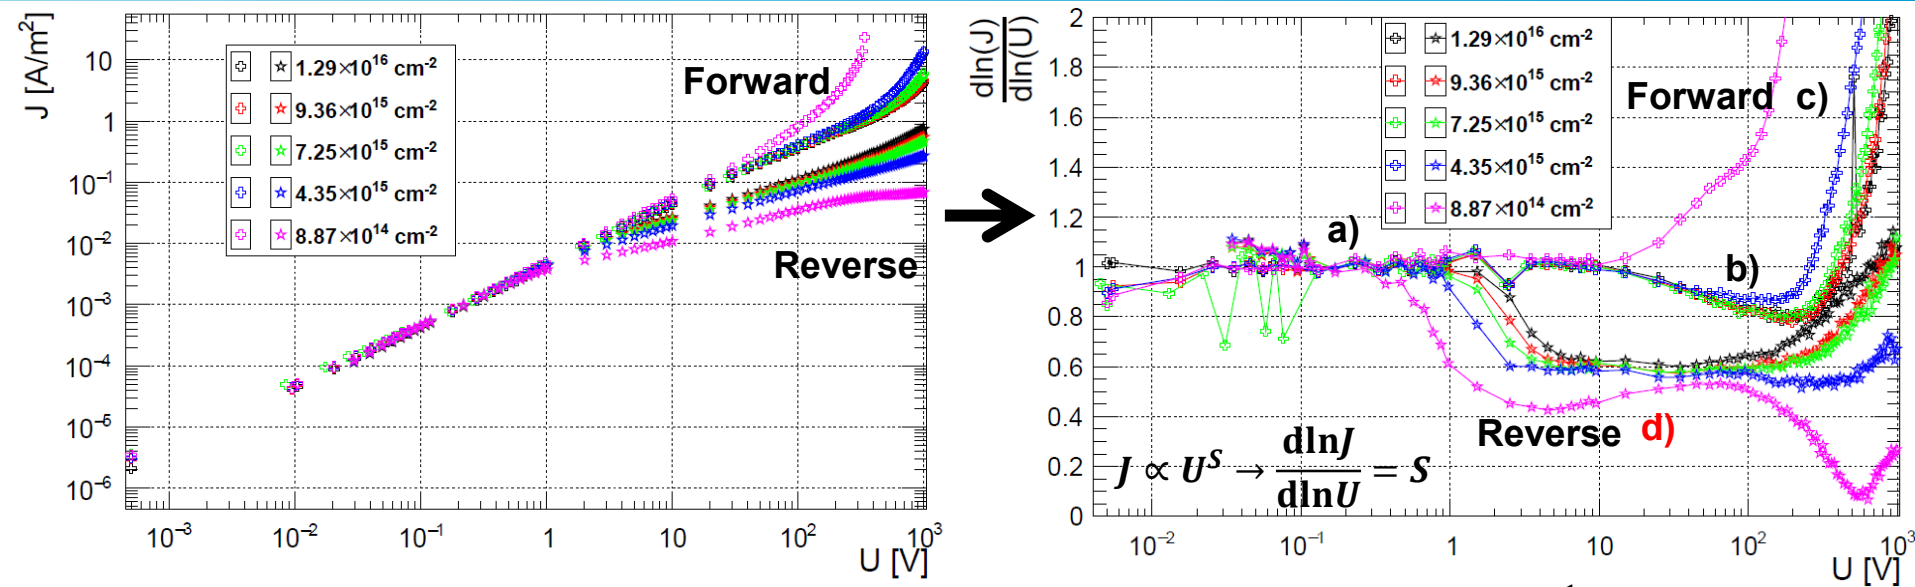 J [A/m²]
10
1
10⁻¹
10⁻²
10⁻³
10⁻⁴
10⁻⁵
10⁻⁶
1.29×10¹⁶ cm⁻²
9.36×10¹⁵ cm⁻²
7.25×10¹⁵ cm⁻²
4.35×10¹⁵ cm⁻²
8.87×10¹⁴ cm⁻²
Forward
Reverse
10⁻³ 10⁻² 10⁻¹ 1 10 10² 10³
U [V]
dln(J)
dln(U)
2
1.8
1.6
1.4
1.2
1
0.8
0.6
0.4
0.2
0
1.29×10¹⁶ cm⁻²
9.36×10¹⁵ cm⁻²
7.25×10¹⁵ cm⁻²
4.35×10¹⁵ cm⁻²
8.87×10¹⁴ cm⁻²
Forward c)
a)
b)
Reverse d)
J ∝ Uˢ → dlnJ/dlnU = S
10⁻² 10⁻¹ 1 10 10² 10³
U [V]